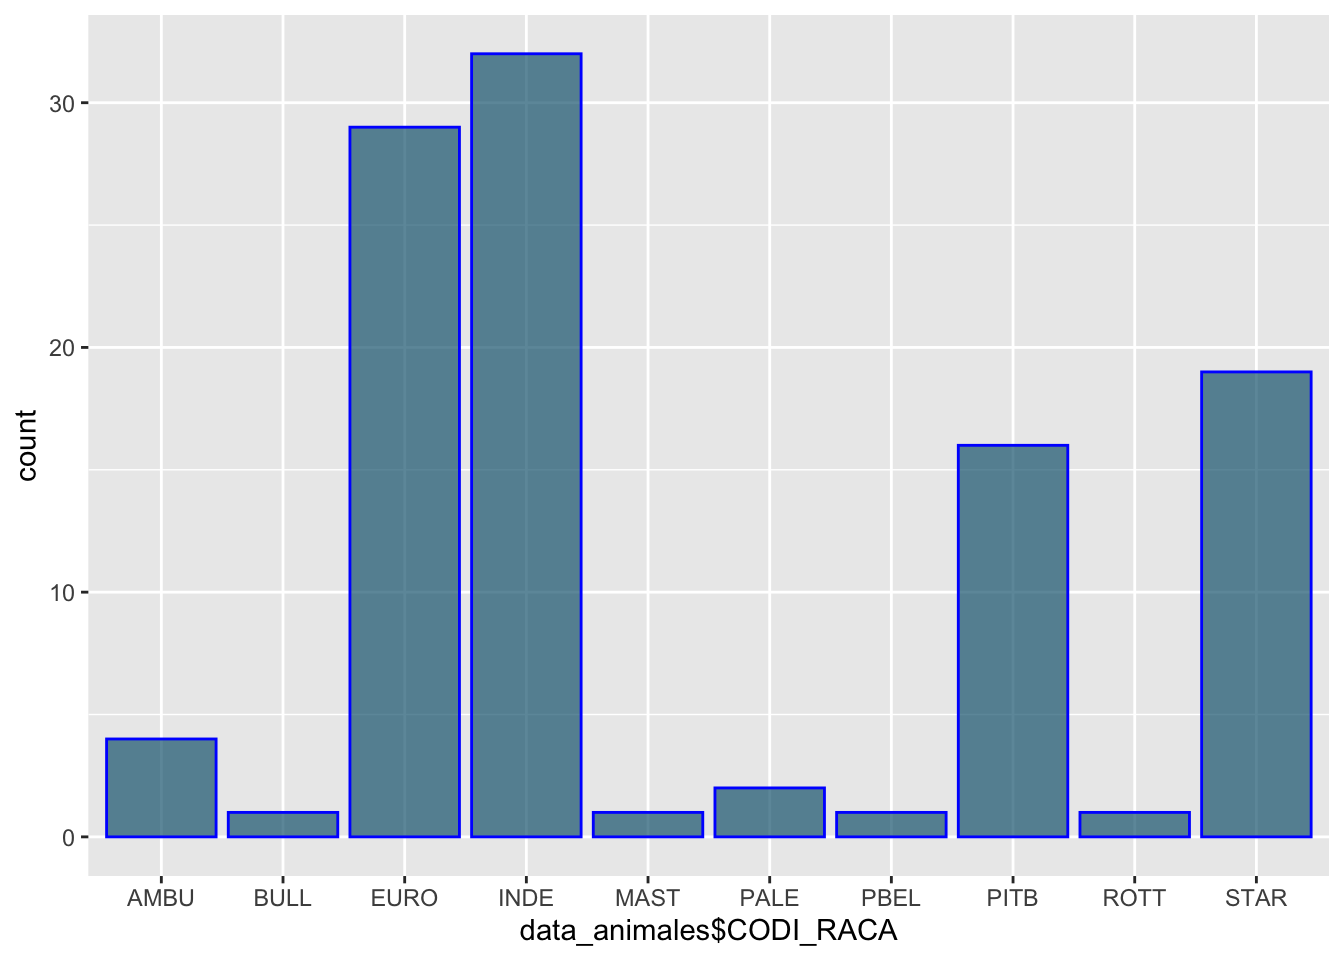 30
20
10
0
count
AMBU BULL EURO INDE MAST PALE PBEL PITB ROTT STAR
data_animales$CODI_RACA